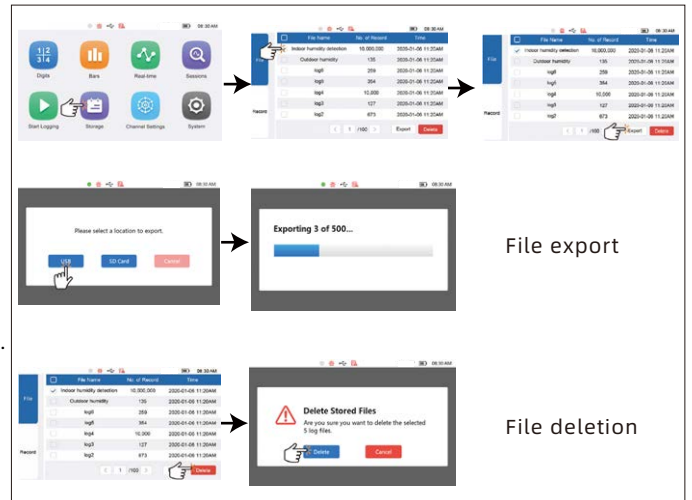 08:30 AM
1 2
3 4
Digits
Bars
Real-time
Sessions
Start Logging
Storage
Channel Settings
System
08:30 AM
File
Record
File Name No. of Record Time
Indoor humidity detection 10,000,000 2020-01-06 11:20AM
Outdoor humidity 135 2020-01-06 11:20AM
log6 259 2020-01-06 11:20AM
log5 354 2020-01-06 11:20AM
log4 10,000 2020-01-06 11:20AM
log3 127 2020-01-06 11:20AM
log2 673 2020-01-06 11:20AM
< 1 /100 > Export Delete
08:30 AM
File
Record
File Name No. of Record Time
Indoor humidity detection 10,000,000 2020-01-06 11:20AM
Outdoor humidity 135 2020-01-06 11:20AM
log6 259 2020-01-06 11:20AM
log5 354 2020-01-06 11:20AM
log4 10,000 2020-01-06 11:20AM
log3 127 2020-01-06 11:20AM
log2 673 2020-01-06 11:20AM
< 1 /100 Export Delete
08:30 AM
Please select a location to export.
USB SD Card Cancel
08:30 AM
Exporting 3 of 500...
File export
08:30 AM
File
Record
File Name No. of Record Time
Indoor humidity detection 10,000,000 2020-01-06 11:20AM
Outdoor humidity 135 2020-01-06 11:20AM
log6 259 2020-01-06 11:20AM
log5 354 2020-01-06 11:20AM
log4 10,000 2020-01-06 11:20AM
log3 127 2020-01-06 11:20AM
log2 673 2020-01-06 11:20AM
< 1 /100 > Delete
08:30 AM
Delete Stored Files
Are you sure you want to delete the selected
5 log files.
Delete Cancel
File deletion